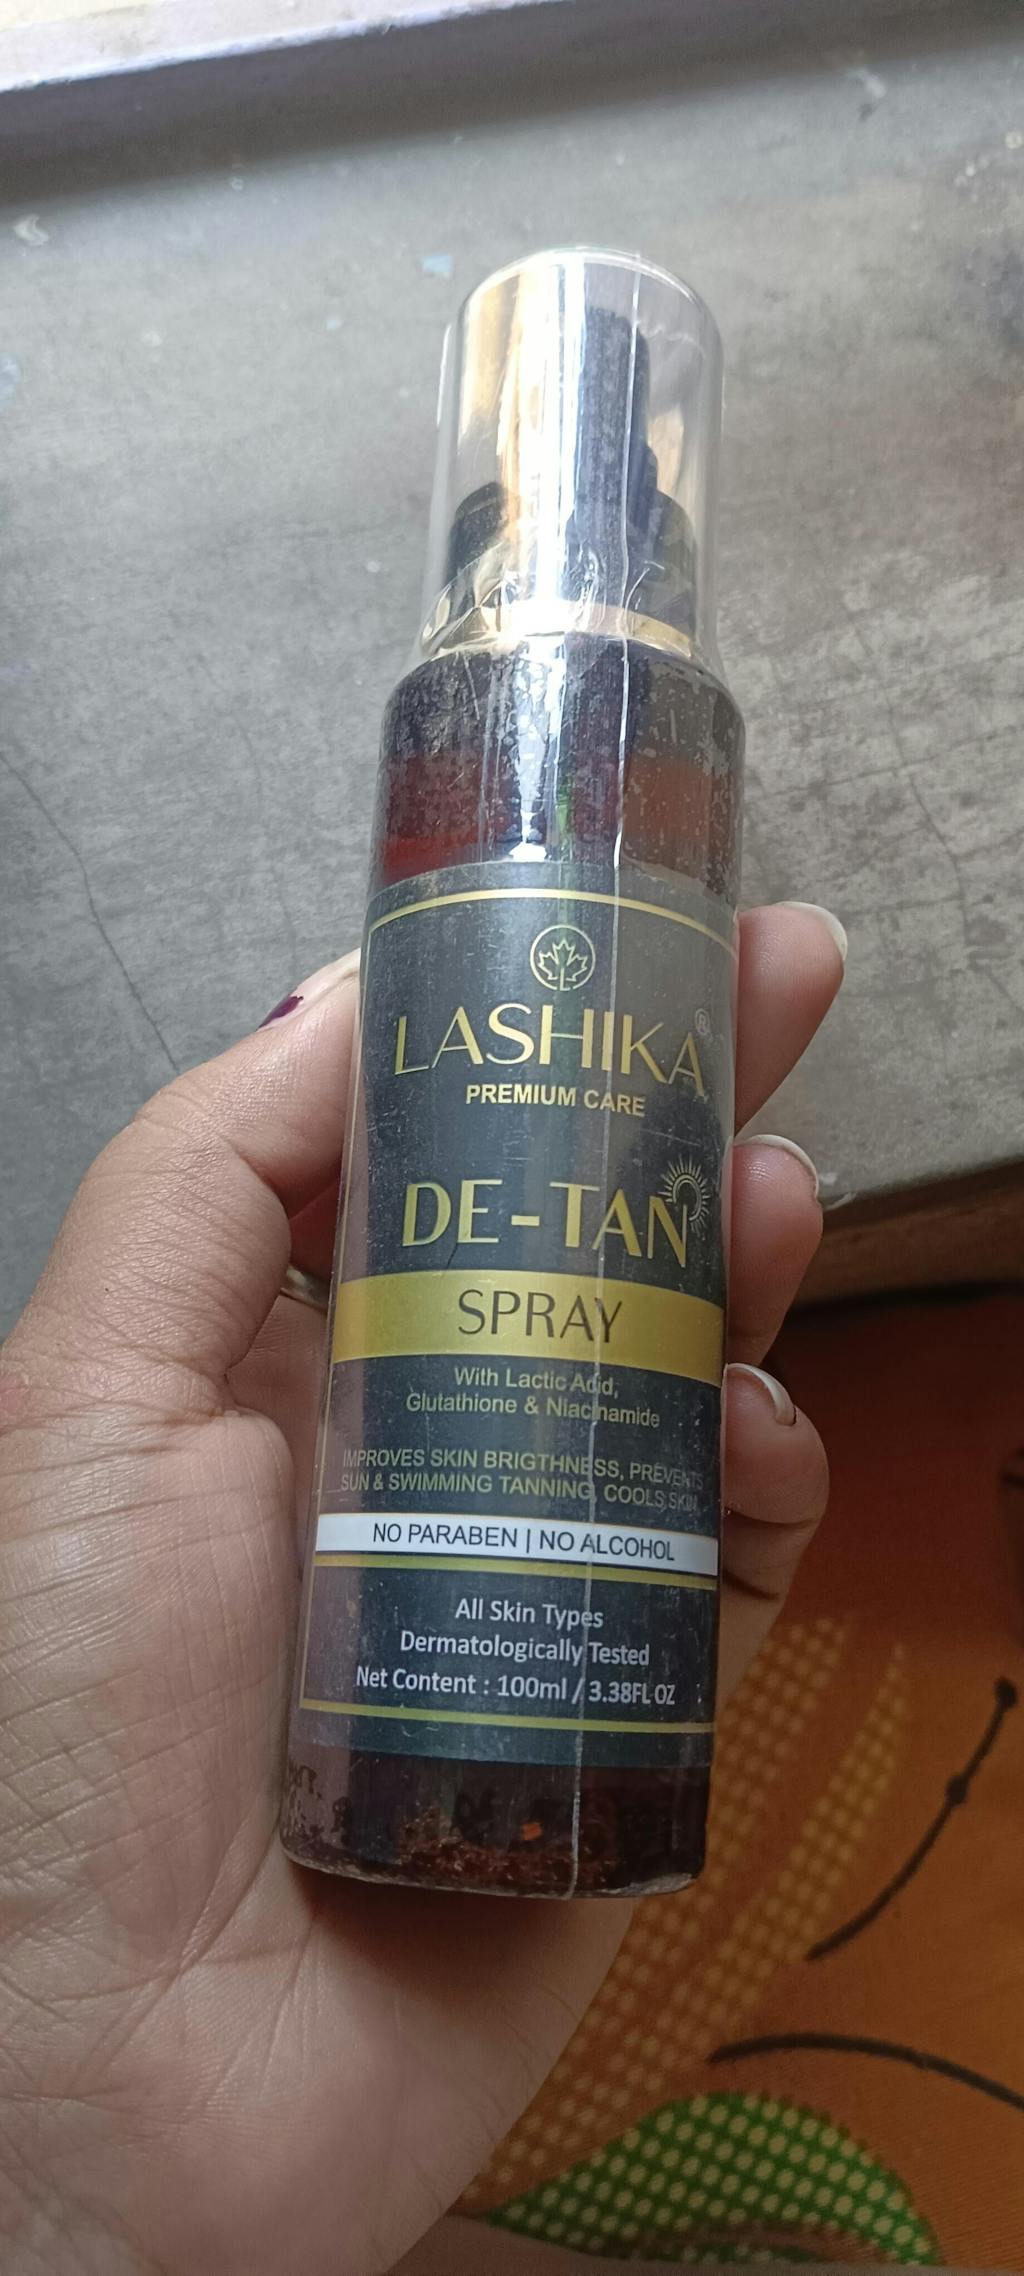 LASHIKA®
PREMIUM CARE
DE-TAN
SPRAY
With Lactic Acid,
Glutathione & Niacinamide
IMPROVES SKIN BRIGTHNESS, PREVENTS
SUN & SWIMMING TANNING, COOLS SKIN
NO PARABEN | NO ALCOHOL
All Skin Types
Dermatologically Tested
Net Content : 100ml / 3.38FL OZ